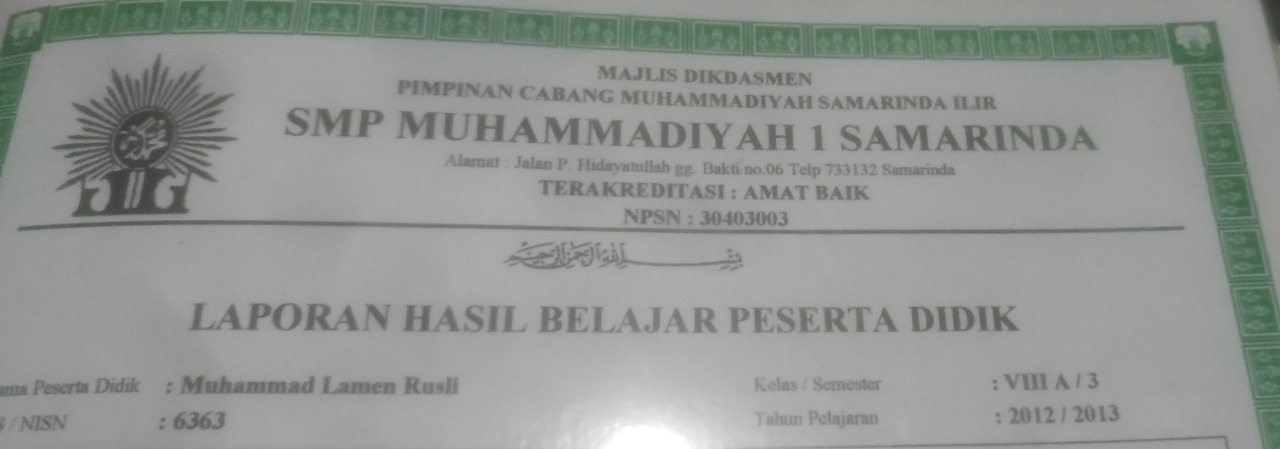 MAJLIS DIKDASMEN
PIMPINAN CABANG MUHAMMADIYAH SAMARINDA ILIR
SMP MUHAMMADIYAH 1 SAMARINDA
Alamat : Jalan P. Hidayatullah gg. Bakti no.06 Telp 733132 Samarinda
TERAKREDITASI : AMAT BAIK
NPSN : 30403003
بسم الله الرحمن الرحيم
LAPORAN HASIL BELAJAR PESERTA DIDIK
ama Peserta Didik : Muhammad Lamen Rusli Kelas / Semester : VIII A / 3
S / NISN : 6363 Tahun Pelajaran : 2012 / 2013